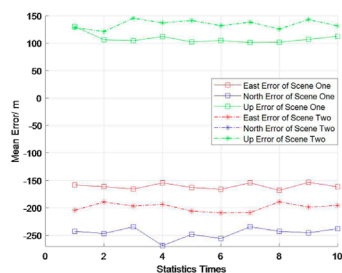 150
100
50
0
-50
-100
-150
-200
-250
Mean Error/ m
East Error of Scene One
North Error of Scene One
Up Error of Scene One
East Error of Scene Two
North Error of Scene Two
Up Error of Scene Two
0 2 4 6 8 10
Statistics Times